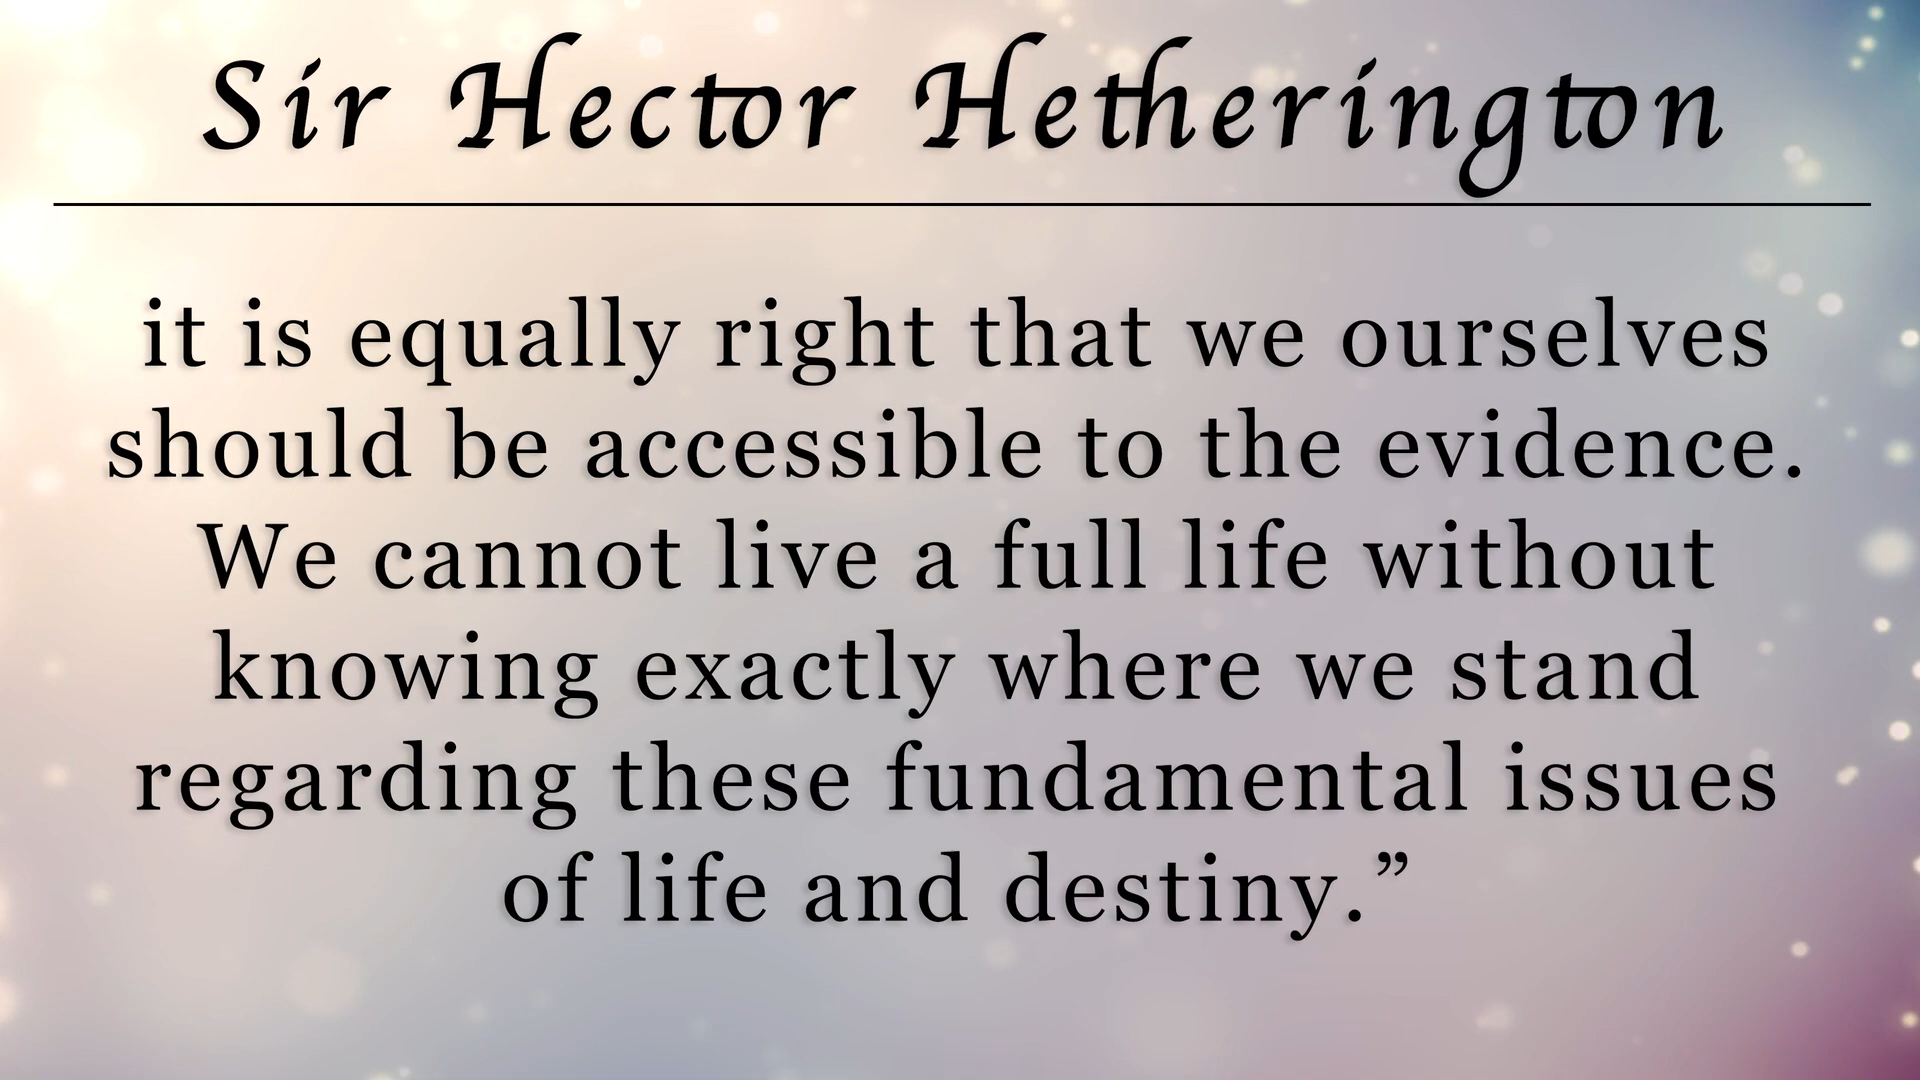 Sir Hector Hetherington
it is equally right that we ourselves
should be accessible to the evidence.
We cannot live a full life without
knowing exactly where we stand
regarding these fundamental issues
of life and destiny.”